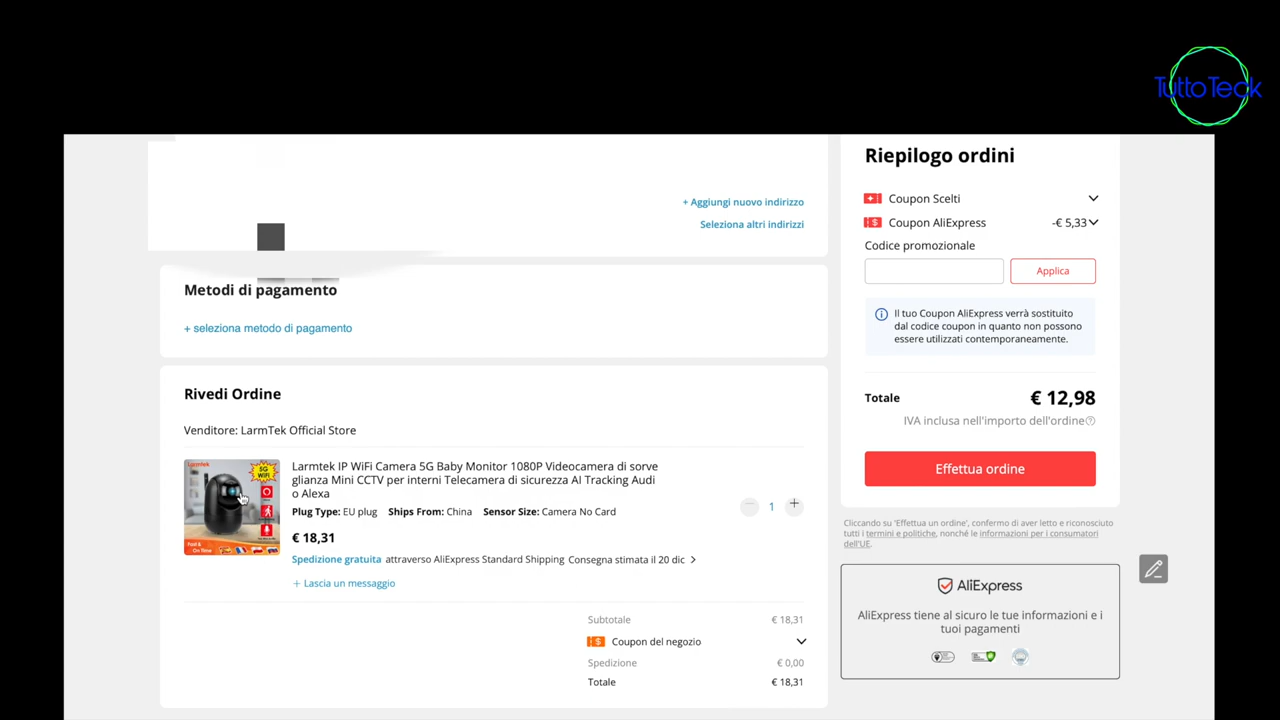 TuttoTeck
+ Aggiungi nuovo indirizzo
Seleziona altri indirizzi
Metodi di pagamento
+ seleziona metodo di pagamento
Rivedi Ordine
Venditore: LarmTek Official Store
Larmtek
5G
WiFi
Larmtek IP WiFi Camera 5G Baby Monitor 1080P Videocamera di sorve
glianza Mini CCTV per interni Telecamera di sicurezza AI Tracking Audi
o Alexa
Plug Type: EU plug Ships From: China Sensor Size: Camera No Card
1
€ 18,31
Spedizione gratuita attraverso AliExpress Standard Shipping Consegna stimata il 20 dic
+ Lascia un messaggio
Subtotale € 18,31
Coupon del negozio
Spedizione € 0,00
Totale € 18,31
Riepilogo ordini
Coupon Scelti
Coupon AliExpress -€ 5,33
Codice promozionale
Applica
Il tuo Coupon AliExpress verrà sostituito
dal codice coupon in quanto non possono
essere utilizzati contemporaneamente.
Totale € 12,98
IVA inclusa nell'importo dell'ordine
Effettua ordine
Cliccando su 'Effettua un ordine', confermo di aver letto e riconosciuto
tutti i termini e politiche, nonché le informazioni per i consumatori
dell'UE.
AliExpress
AliExpress tiene al sicuro le tue informazioni e i
tuoi pagamenti